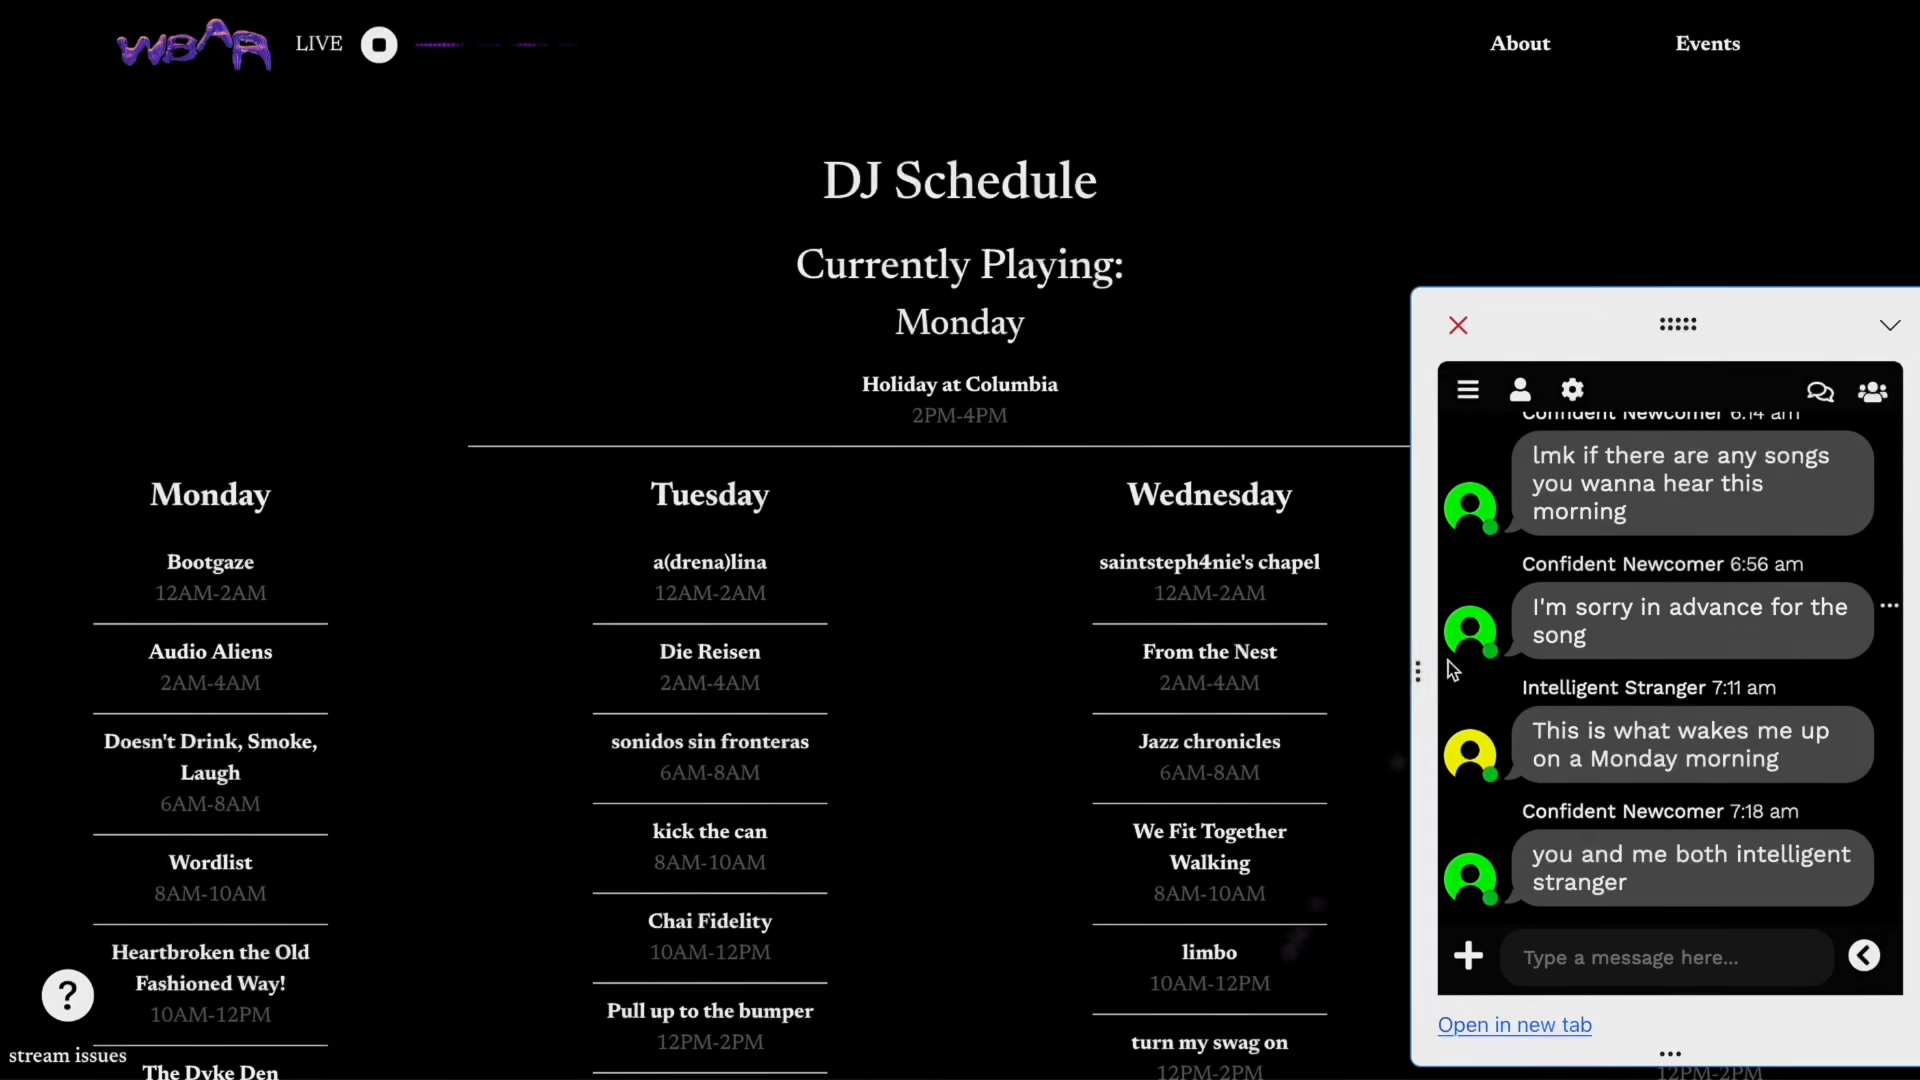 WBAR
LIVE
About
Events
DJ Schedule
Currently Playing:
Monday
Holiday at Columbia
2PM-4PM
Monday
Bootgaze
12AM-2AM
Audio Aliens
2AM-4AM
Doesn't Drink, Smoke,
Laugh
6AM-8AM
Wordlist
8AM-10AM
Heartbroken the Old
Fashioned Way!
10AM-12PM
The Dyke Den
Tuesday
a(drena)lina
12AM-2AM
Die Reisen
2AM-4AM
sonidos sin fronteras
6AM-8AM
kick the can
8AM-10AM
Chai Fidelity
10AM-12PM
Pull up to the bumper
12PM-2PM
Wednesday
saintsteph4nie's chapel
12AM-2AM
From the Nest
2AM-4AM
Jazz chronicles
6AM-8AM
We Fit Together
Walking
8AM-10AM
limbo
10AM-12PM
turn my swag on
12PM-2PM
12PM-2PM
?
stream issues
Confident Newcomer 6:14 am
lmk if there are any songs
you wanna hear this
morning
Confident Newcomer 6:56 am
I'm sorry in advance for the
song
Intelligent Stranger 7:11 am
This is what wakes me up
on a Monday morning
Confident Newcomer 7:18 am
you and me both intelligent
stranger
Type a message here...
Open in new tab